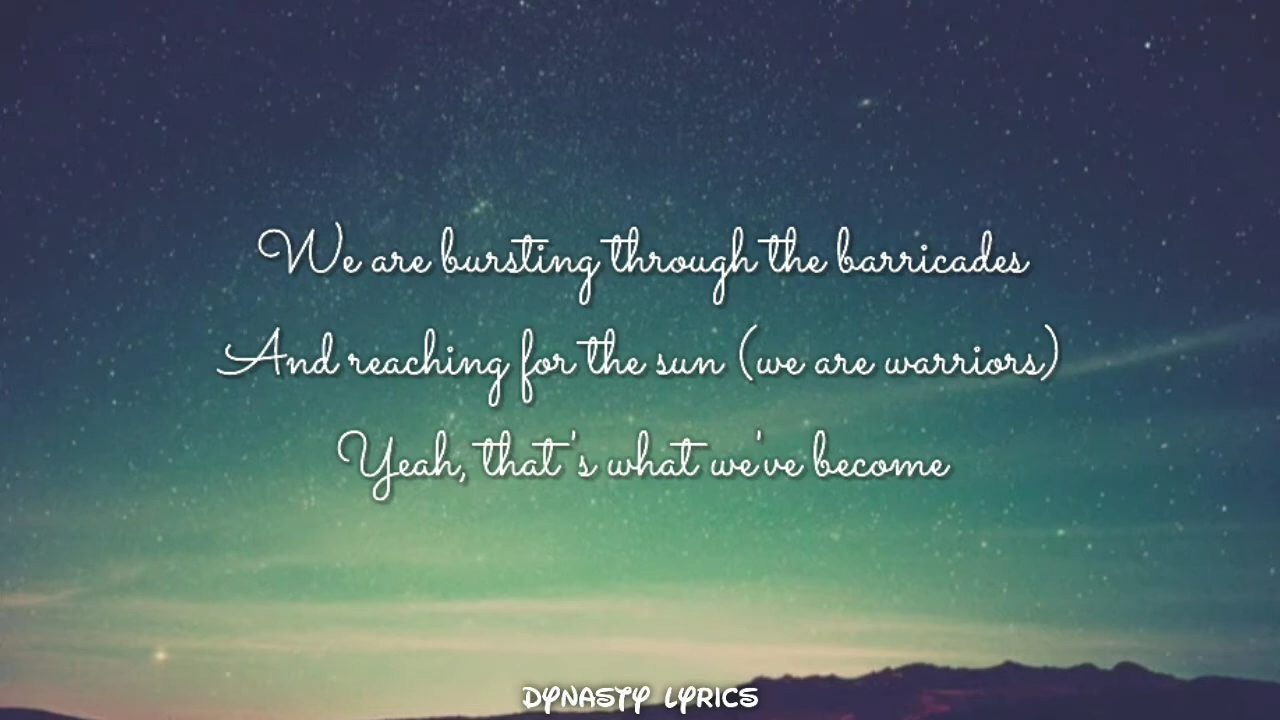 We are bursting through the barricades
And reaching for the sun (we are warriors)
Yeah, that's what we've become
DYNASTY LYRICS